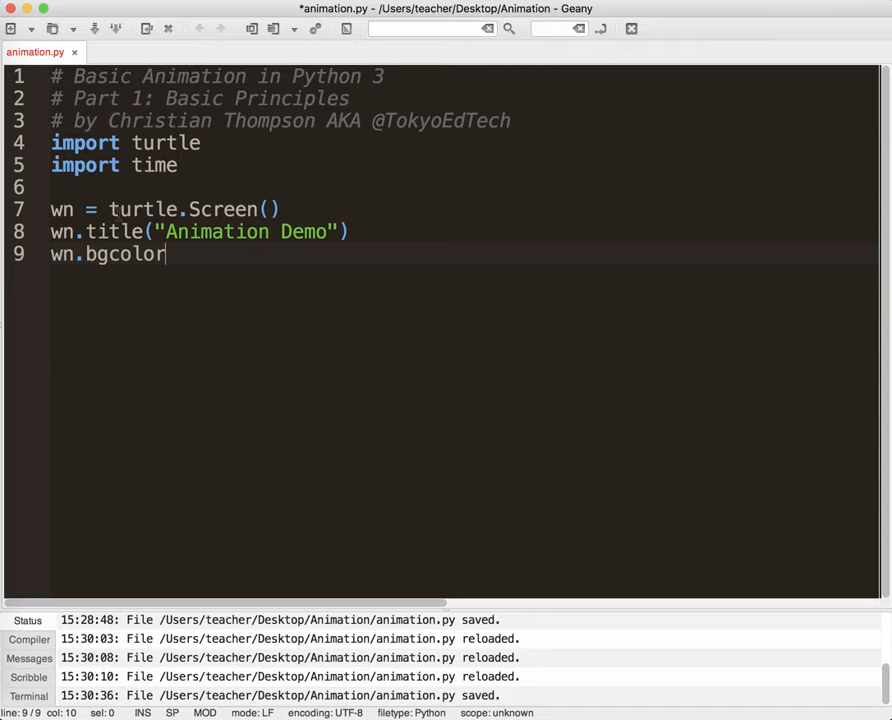 *animation.py - /Users/teacher/Desktop/Animation - Geany
animation.py ×
1 # Basic Animation in Python 3
2 # Part 1: Basic Principles
3 # by Christian Thompson AKA @TokyoEdTech
4 import turtle
5 import time
6
7 wn = turtle.Screen()
8 wn.title("Animation Demo")
9 wn.bgcolor
Status 15:28:48: File /Users/teacher/Desktop/Animation/animation.py saved.
Compiler 15:30:03: File /Users/teacher/Desktop/Animation/animation.py reloaded.
Messages 15:30:08: File /Users/teacher/Desktop/Animation/animation.py reloaded.
Scribble 15:30:10: File /Users/teacher/Desktop/Animation/animation.py reloaded.
Terminal 15:30:36: File /Users/teacher/Desktop/Animation/animation.py saved.
line: 9 / 9 col: 10 sel: 0 INS SP MOD mode: LF encoding: UTF-8 filetype: Python scope: unknown